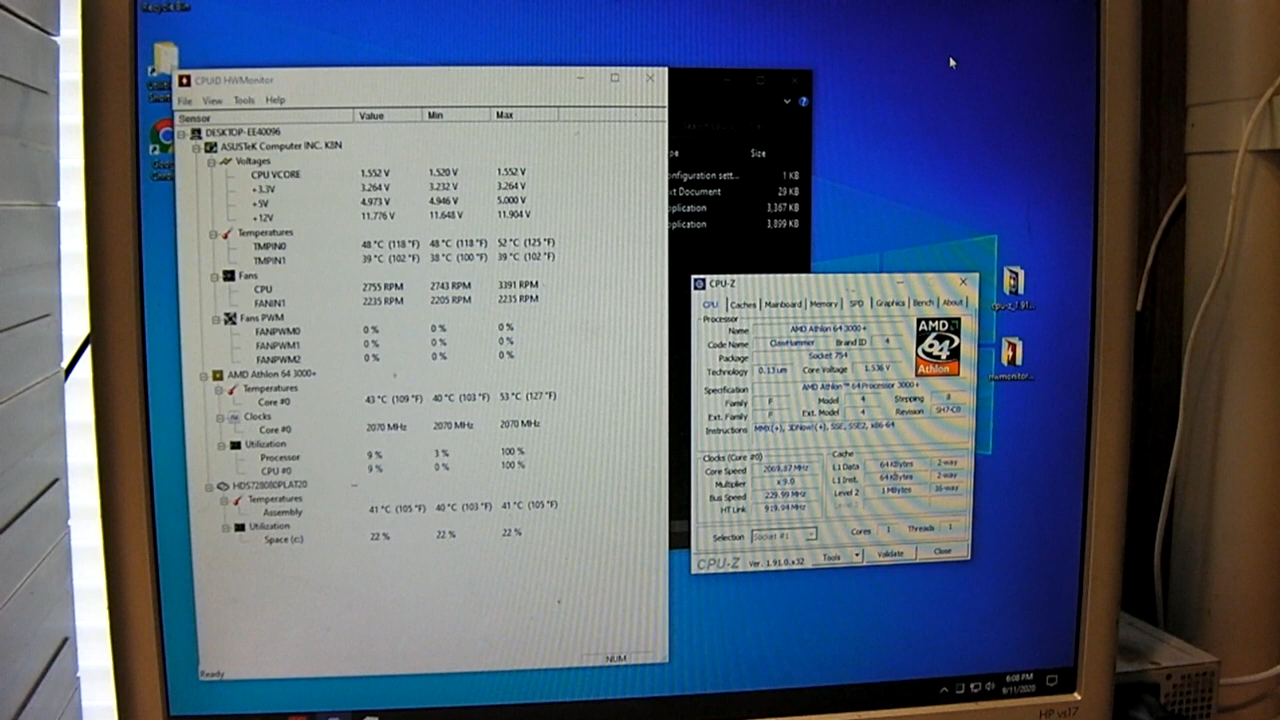 Recycle Bin
CPUID HWMonitor
File View Tools Help
Sensor Value Min Max
DESKTOP-EE40096
ASUSTeK Computer INC. K8N
Voltages
CPU VCORE 1.552 V 1.520 V 1.552 V
+3.3V 3.264 V 3.232 V 3.264 V
+5V 4.973 V 4.946 V 5.000 V
+12V 11.776 V 11.648 V 11.904 V
Temperatures
TMPIN0 48 °C (118 °F) 48 °C (118 °F) 52 °C (125 °F)
TMPIN1 39 °C (102 °F) 38 °C (100 °F) 39 °C (102 °F)
Fans
CPU 2755 RPM 2743 RPM 3391 RPM
FANIN1 2235 RPM 2205 RPM 2235 RPM
Fans PWM
FANPWM0 0 % 0 % 0 %
FANPWM1 0 % 0 % 0 %
FANPWM2 0 % 0 % 0 %
AMD Athlon 64 3000+
Temperatures
Core #0 43 °C (109 °F) 40 °C (103 °F) 53 °C (127 °F)
Clocks
Core #0 2070 MHz 2070 MHz 2070 MHz
Utilization
Processor 9 % 3 % 100 %
CPU #0 9 % 0 % 100 %
HDS728080PLAT20
Temperatures
Assembly 41 °C (105 °F) 40 °C (103 °F) 41 °C (105 °F)
Utilization
Space (c:) 22 % 22 % 22 %
Ready NUM
pe Size
onfiguration sett... 1 KB
xt Document 29 KB
pplication 3,367 KB
pplication 3,899 KB
CPU-Z
CPU Caches Mainboard Memory SPD Graphics Bench About
Processor
Name AMD Athlon 64 3000+
Code Name ClawHammer Brand ID 4
Package Socket 754
Technology 0.13 um Core Voltage 1.536 V
AMD
64
Athlon
Specification AMD Athlon™ 64 Processor 3000+
Family F Model 4 Stepping 8
Ext. Family F Ext. Model 4 Revision SH7-C0
Instructions MMX(+), 3DNow!(+), SSE, SSE2, x86-64
Clocks (Core #0)
Core Speed 2069.87 MHz
Multiplier x 9.0
Bus Speed 229.99 MHz
HT Link 919.94 MHz
Cache
L1 Data 64 KBytes 2-way
L1 Inst. 64 KBytes 2-way
Level 2 1 MBytes 16-way
Selection Socket #1 Cores 1 Threads 1
CPU-Z Ver. 1.91.0.x32 Tools Validate Close
cpu-z_1.91...
hwmonitor...
6:08 PM
9/11/2020
HP vs17